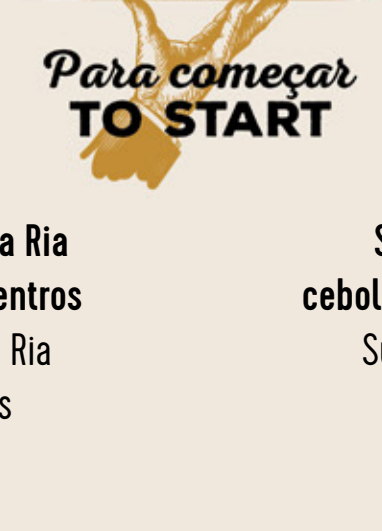 Para começar
TO START
a Ria
entros
Ria
s
S
cebol